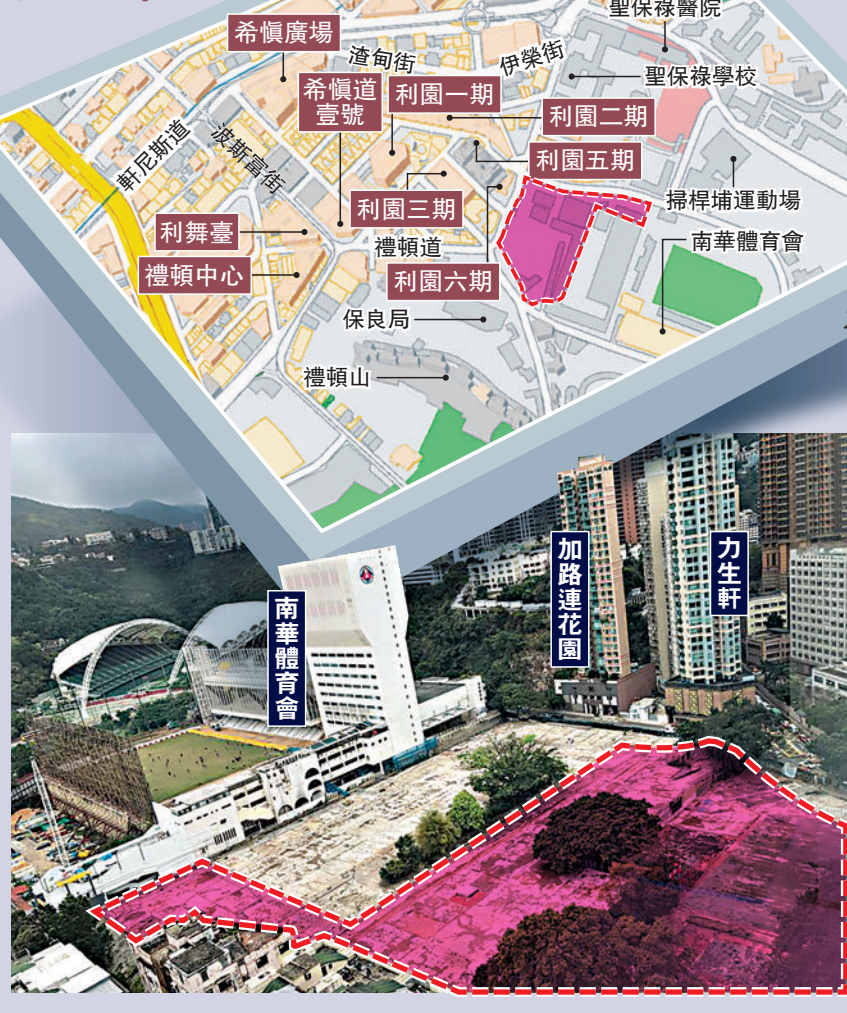 聖保祿醫院
希慎廣場
渣甸街
伊榮街
聖保祿學校
希慎道
壹號
利園一期
利園二期
軒尼斯道
波斯富街
利園五期
利園三期
掃桿埔運動場
利舞臺
禮頓道
南華體育會
禮頓中心
利園六期
保良局
禮頓山
加路連花園
力生軒
南華體育會